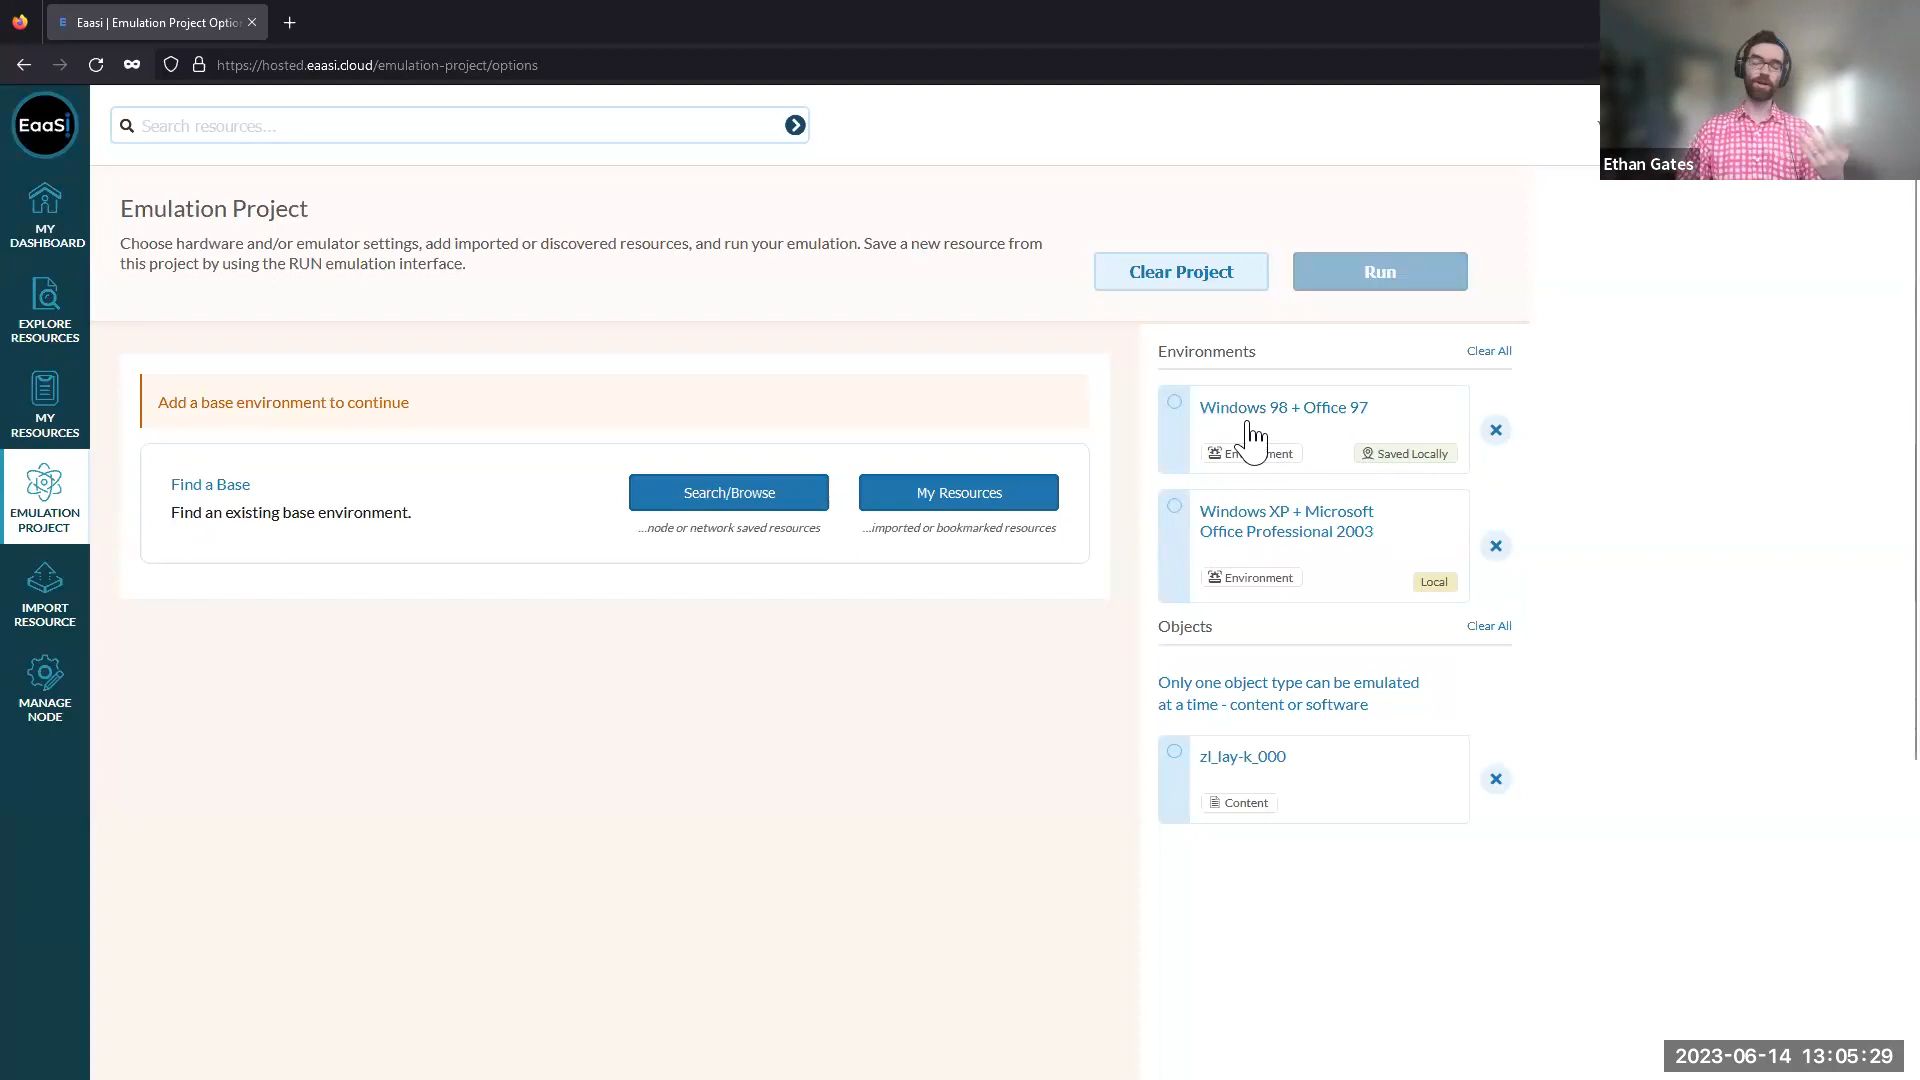 Eaasi | Emulation Project Optio
https://hosted.eaasi.cloud/emulation-project/options
EaaSi
Search resources...
Ethan Gates
MY
DASHBOARD
EXPLORE
RESOURCES
MY
RESOURCES
EMULATION
PROJECT
IMPORT
RESOURCE
MANAGE
NODE
Emulation Project
Choose hardware and/or emulator settings, add imported or discovered resources, and run your emulation. Save a new resource from
this project by using the RUN emulation interface.
Clear Project
Run
Add a base environment to continue
Find a Base
Find an existing base environment.
Search/Browse
...node or network saved resources
My Resources
...imported or bookmarked resources
Environments
Clear All
Windows 98 + Office 97
Saved Locally
Windows XP + Microsoft
Office Professional 2003
Environment
Local
Objects
Clear All
Only one object type can be emulated
at a time - content or software
zl_lay-k_000
Content
2023-06-14 13:05:29